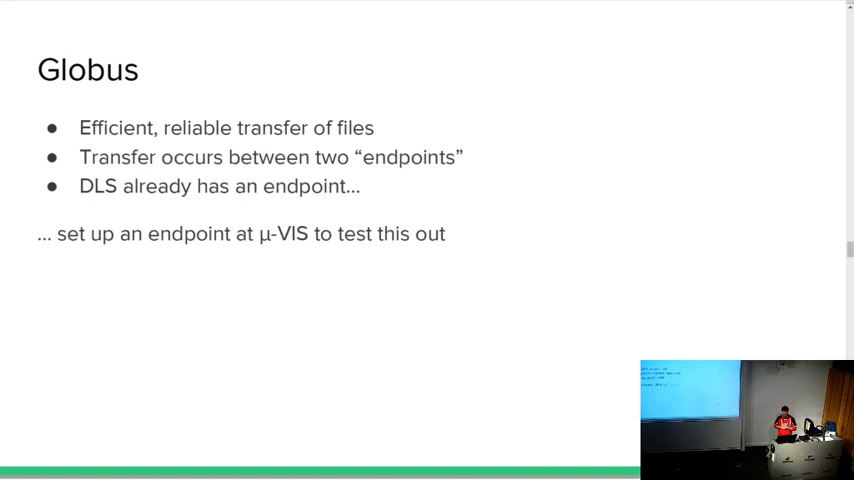 Globus
● Efficient, reliable transfer of files
● Transfer occurs between two “endpoints”
● DLS already has an endpoint...
... set up an endpoint at μ-VIS to test this out